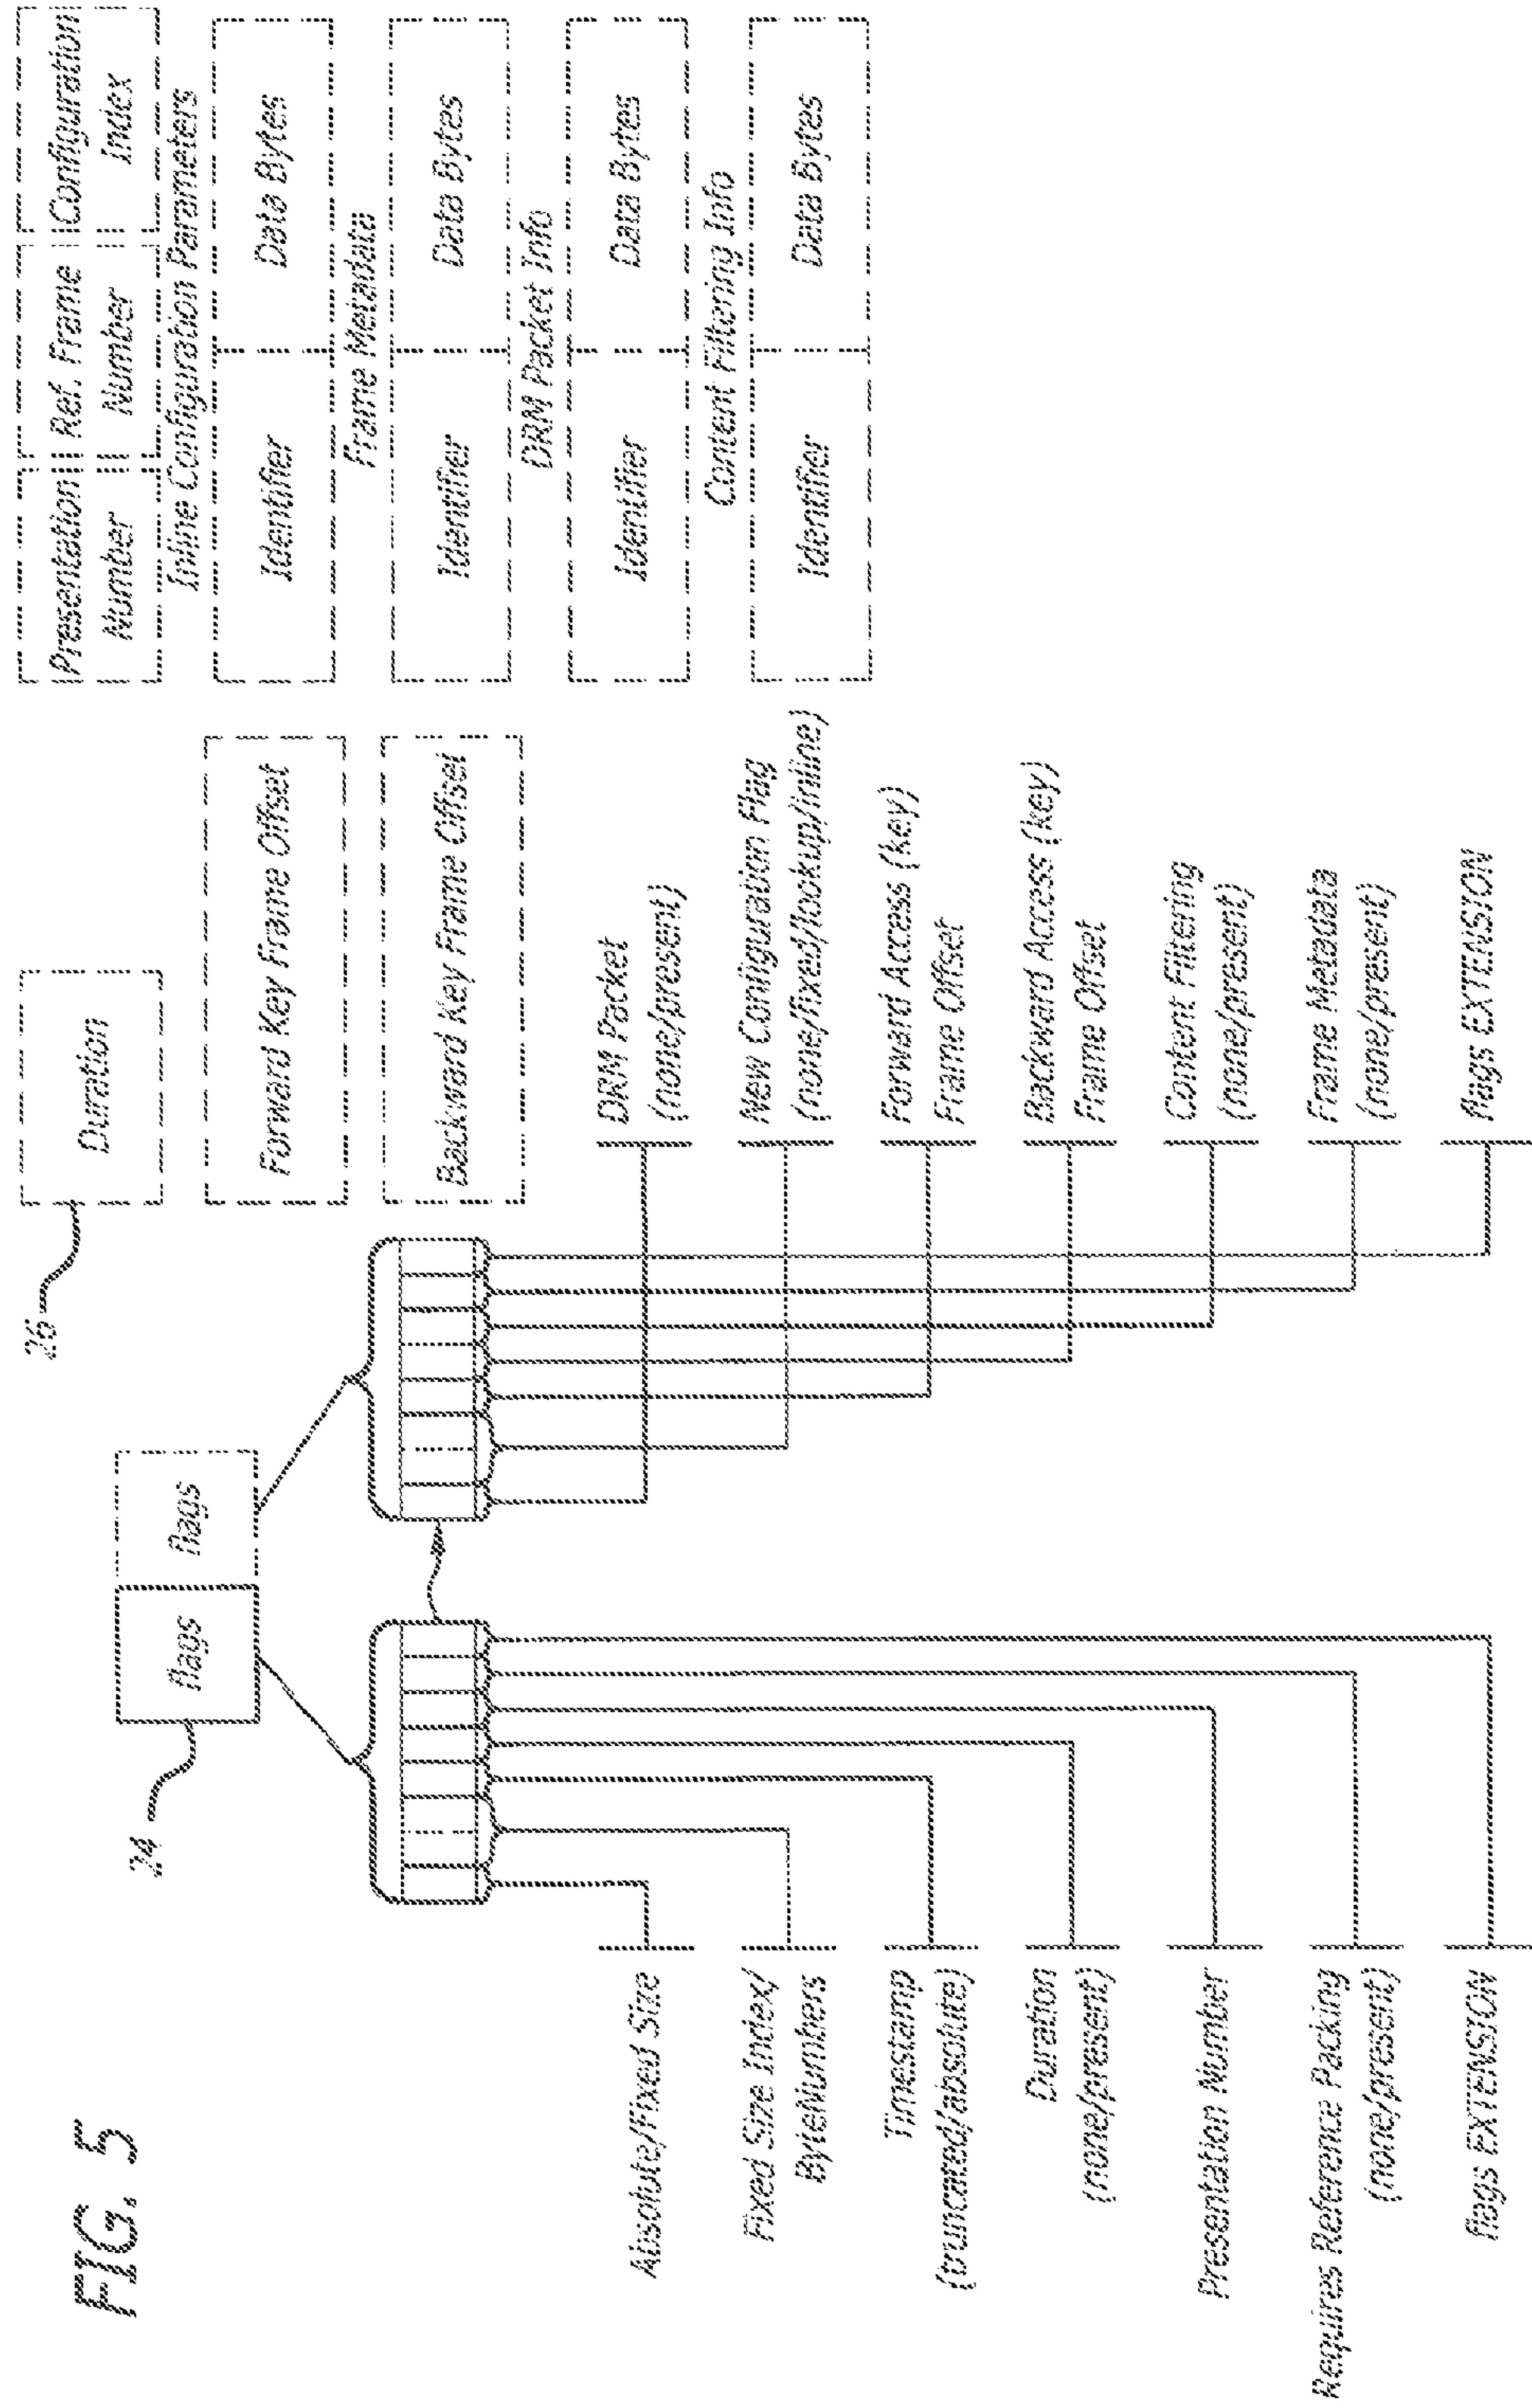 FIG. 5
24
flags
flags
26
Duration
Forward Key Frame Offset
Backward Key Frame Offset
Presentation
Number
Ref. Frame
Number
Configuration
Index
Inline Configuration Parameters
Identifier
Data Bytes
Frame Metadata
Identifier
Data Bytes
DRM Packet Info
Identifier
Data Bytes
Content Filtering Info
Identifier
Data Bytes
Absolute/Fixed Size
Fixed Size Index/
ByteNumbers
Timestamp
(truncated/absolute)
Duration
(none/present)
Presentation Number
Requires Reference Packing
(none/present)
flags EXTENSION
DRM Packet
(none/present)
New Configuration Flag
(none/fixed/lookup/inline)
Forward Access (key)
Frame Offset
Backward Access (key)
Frame Offset
Content Filtering
(none/present)
Frame Metadata
(none/present)
flags EXTENSION